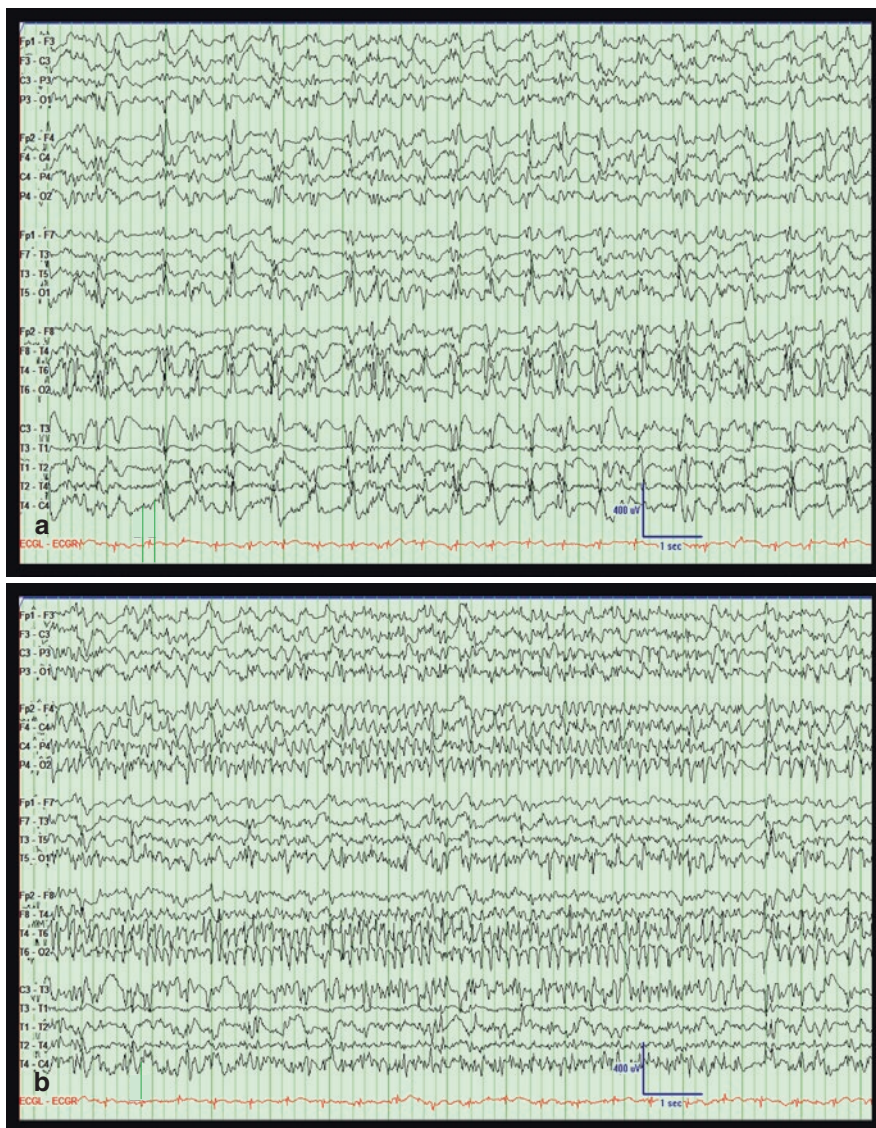 Fp1 - F3
F3 - C3
C3 - P3
P3 - O1
Fp2 - F4
F4 - C4
C4 - P4
P4 - O2
Fp1 - F7
F7 - T3
T3 - T5
T5 - O1
Fp2 - F8
F8 - T4
T4 - T6
T6 - O2
C3 - T3
T3 - T1
T1 - T2
T2 - T4
T4 - C4
400 uV
1 sec
a
ECGL - ECGR
Fp1 - F3
F3 - C3
C3 - P3
P3 - O1
Fp2 - F4
F4 - C4
C4 - P4
P4 - O2
Fp1 - F7
F7 - T3
T3 - T5
T5 - O1
Fp2 - F8
F8 - T4
T4 - T6
T6 - O2
C3 - T3
T3 - T1
T1 - T2
T2 - T4
T4 - C4
400 uV
1 sec
b
ECGL - ECGR